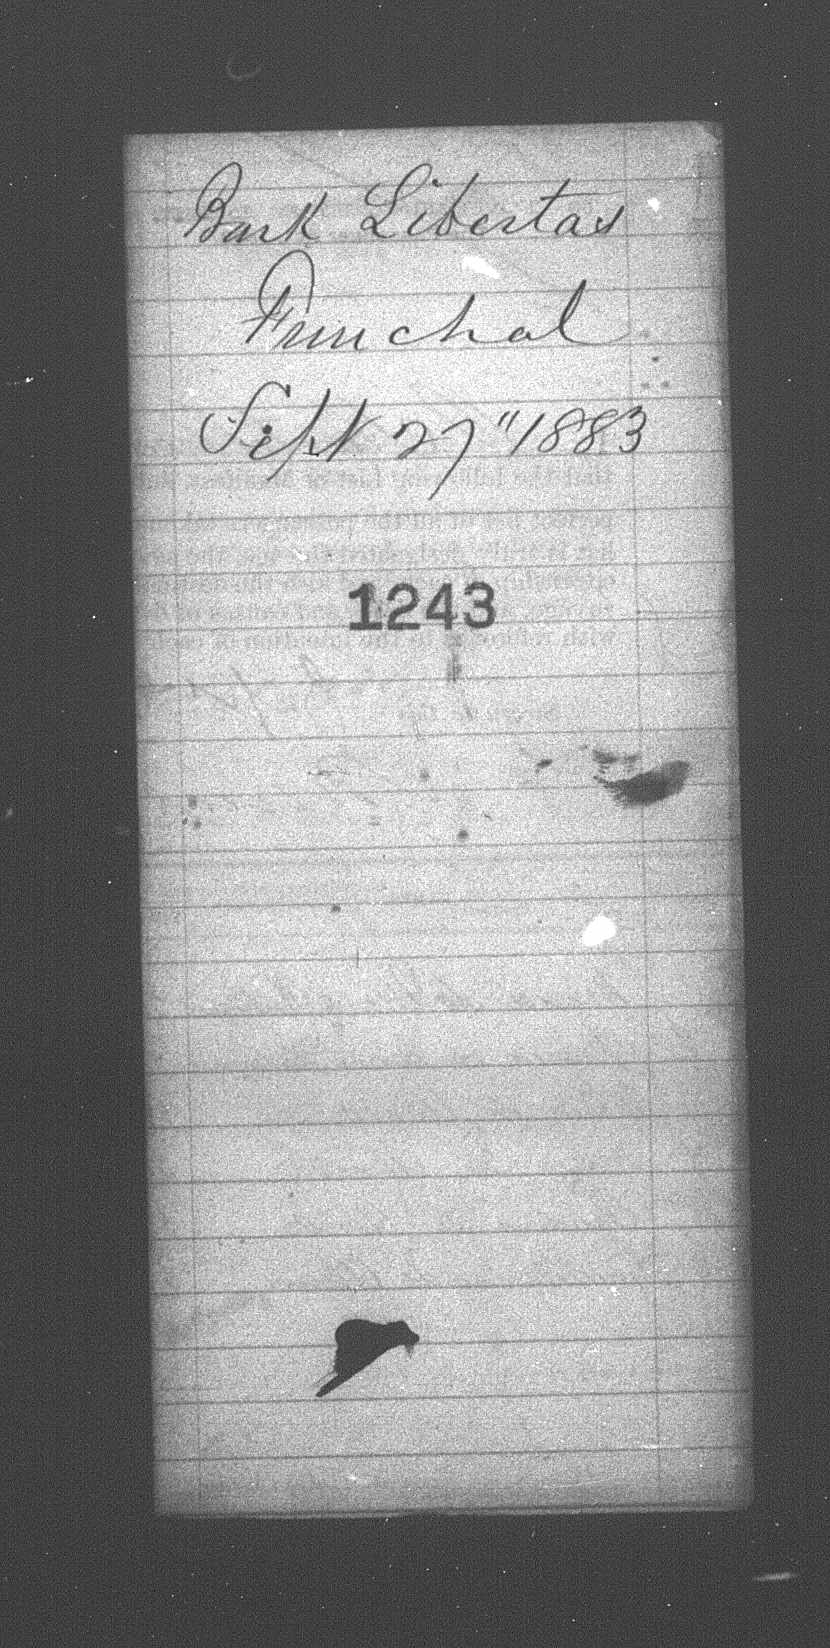 Bark Libertas
Funchal
Sept 27" 1883
1243